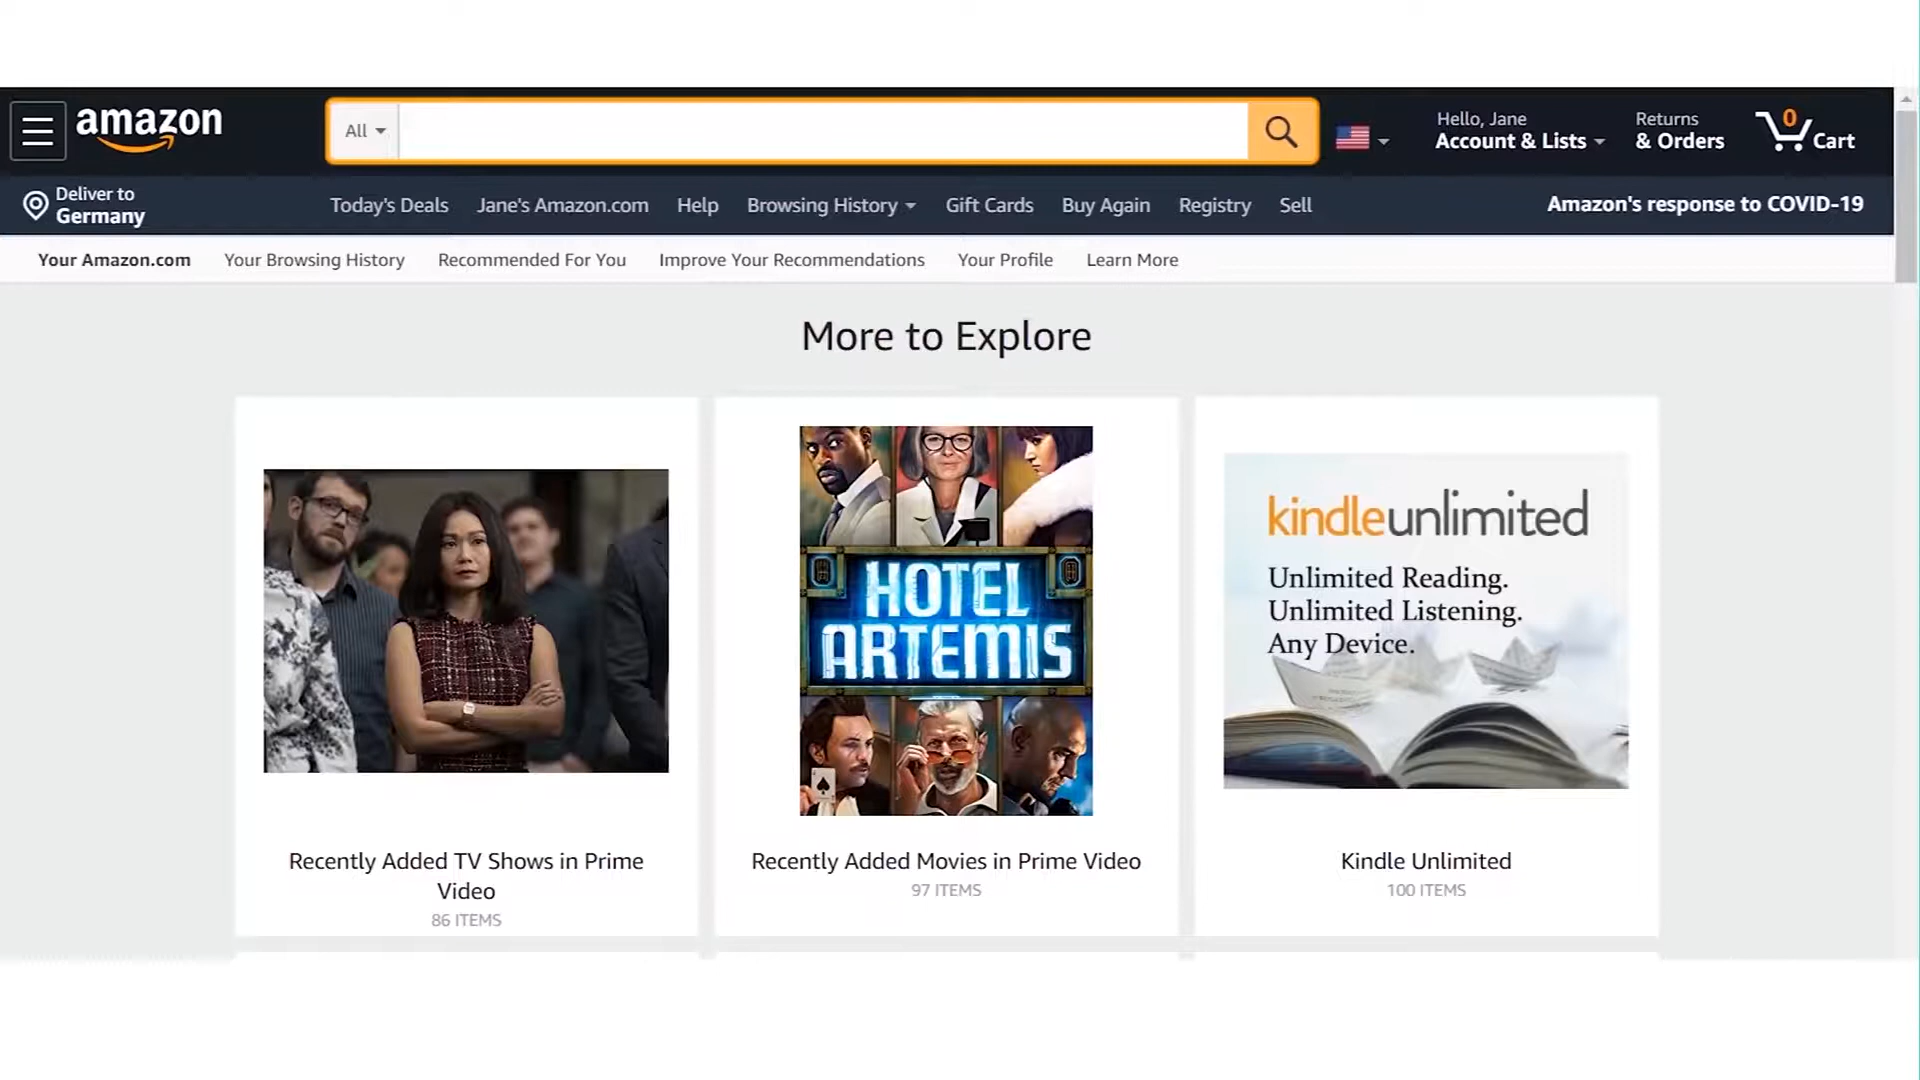 amazon
All
Hello, Jane
Account & Lists
Returns
& Orders
0
Cart
Deliver to
Germany
Today's Deals
Jane's Amazon.com
Help
Browsing History
Gift Cards
Buy Again
Registry
Sell
Amazon's response to COVID-19
Your Amazon.com
Your Browsing History
Recommended For You
Improve Your Recommendations
Your Profile
Learn More
More to Explore
HOTEL
ARTEMIS
kindleunlimited
Unlimited Reading.
Unlimited Listening.
Any Device.
Recently Added TV Shows in Prime
Video
86 ITEMS
Recently Added Movies in Prime Video
97 ITEMS
Kindle Unlimited
100 ITEMS